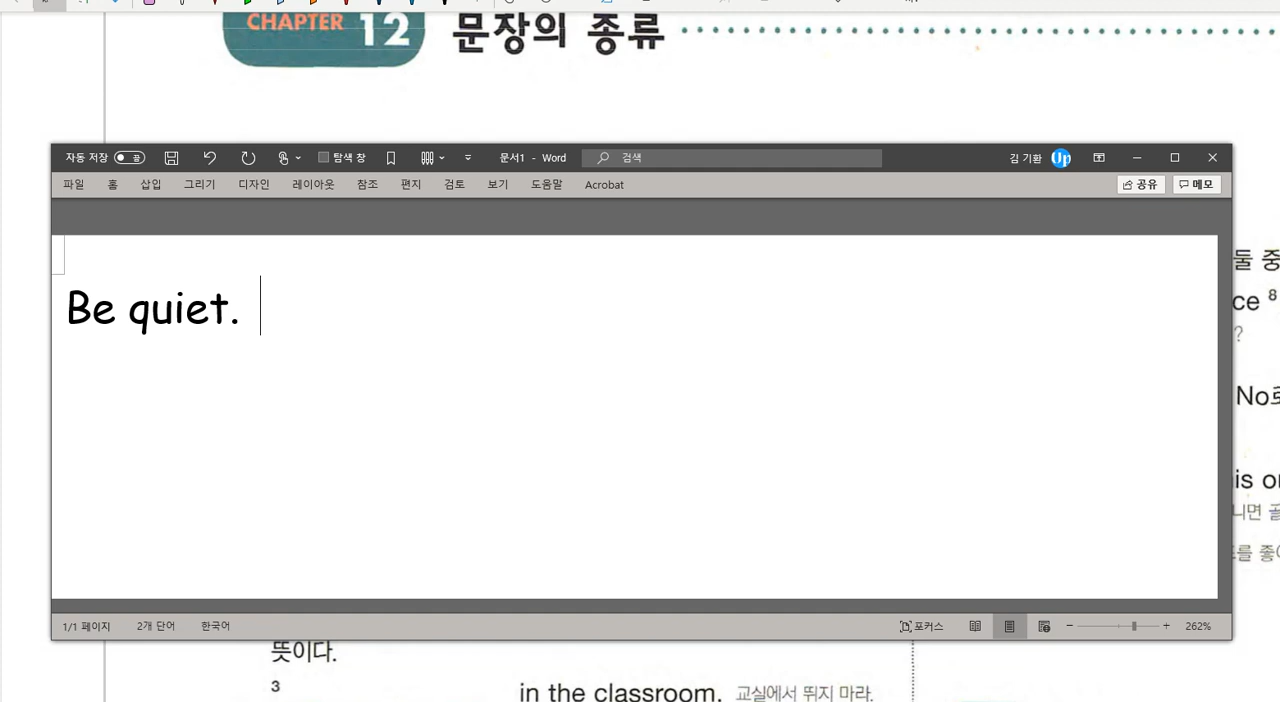 CHAPTER 12 문장의 종류
자동 저장 끔 탐색 창 문서1 - Word 검색 김 기환 Up
파일 홈 삽입 그리기 디자인 레이아웃 참조 편지 검토 보기 도움말 Acrobat 공유 메모
둘 중
Be quiet.
ce 8
?
No로
is or
니면
를 좋아
1/1 페이지 2개 단어 한국어 포커스 262%
뜻이다.
3
in the classroom. 교실에서 뛰지 마라.